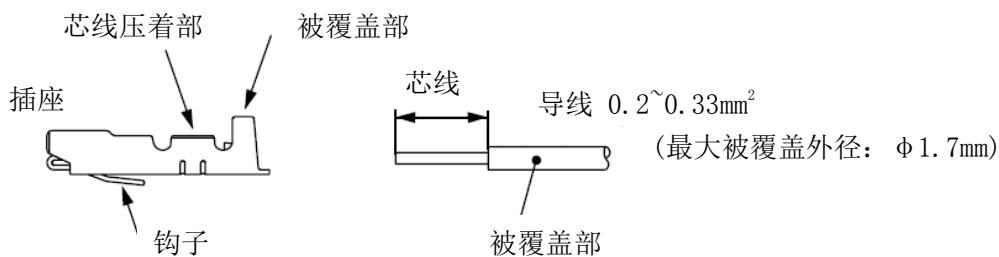 芯线压着部
被覆盖部
插座
钩子
芯线
导线 0.2~0.33mm²
(最大被覆盖外径: φ1.7mm)
被覆盖部